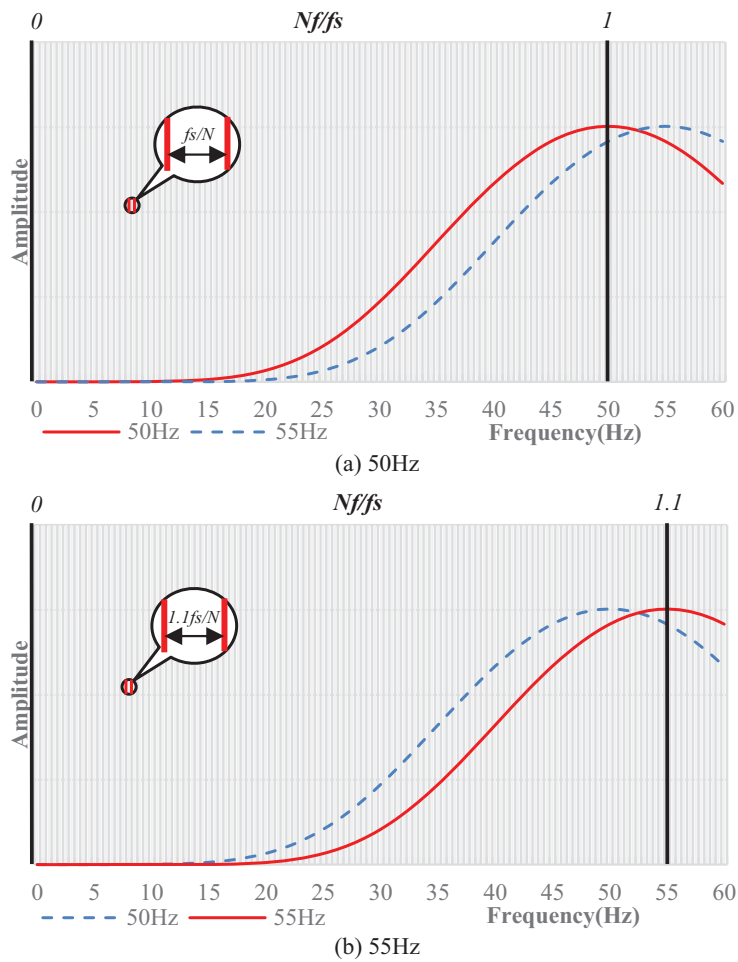 0 Nf/fs 1
Amplitude
fs/N
0 5 10 15 20 25 30 35 40 45 50 55 60
50Hz 55Hz Frequency(Hz)
(a) 50Hz
0 Nf/fs 1.1
Amplitude
1.1fs/N
0 5 10 15 20 25 30 35 40 45 50 55 60
50Hz 55Hz Frequency(Hz)
(b) 55Hz